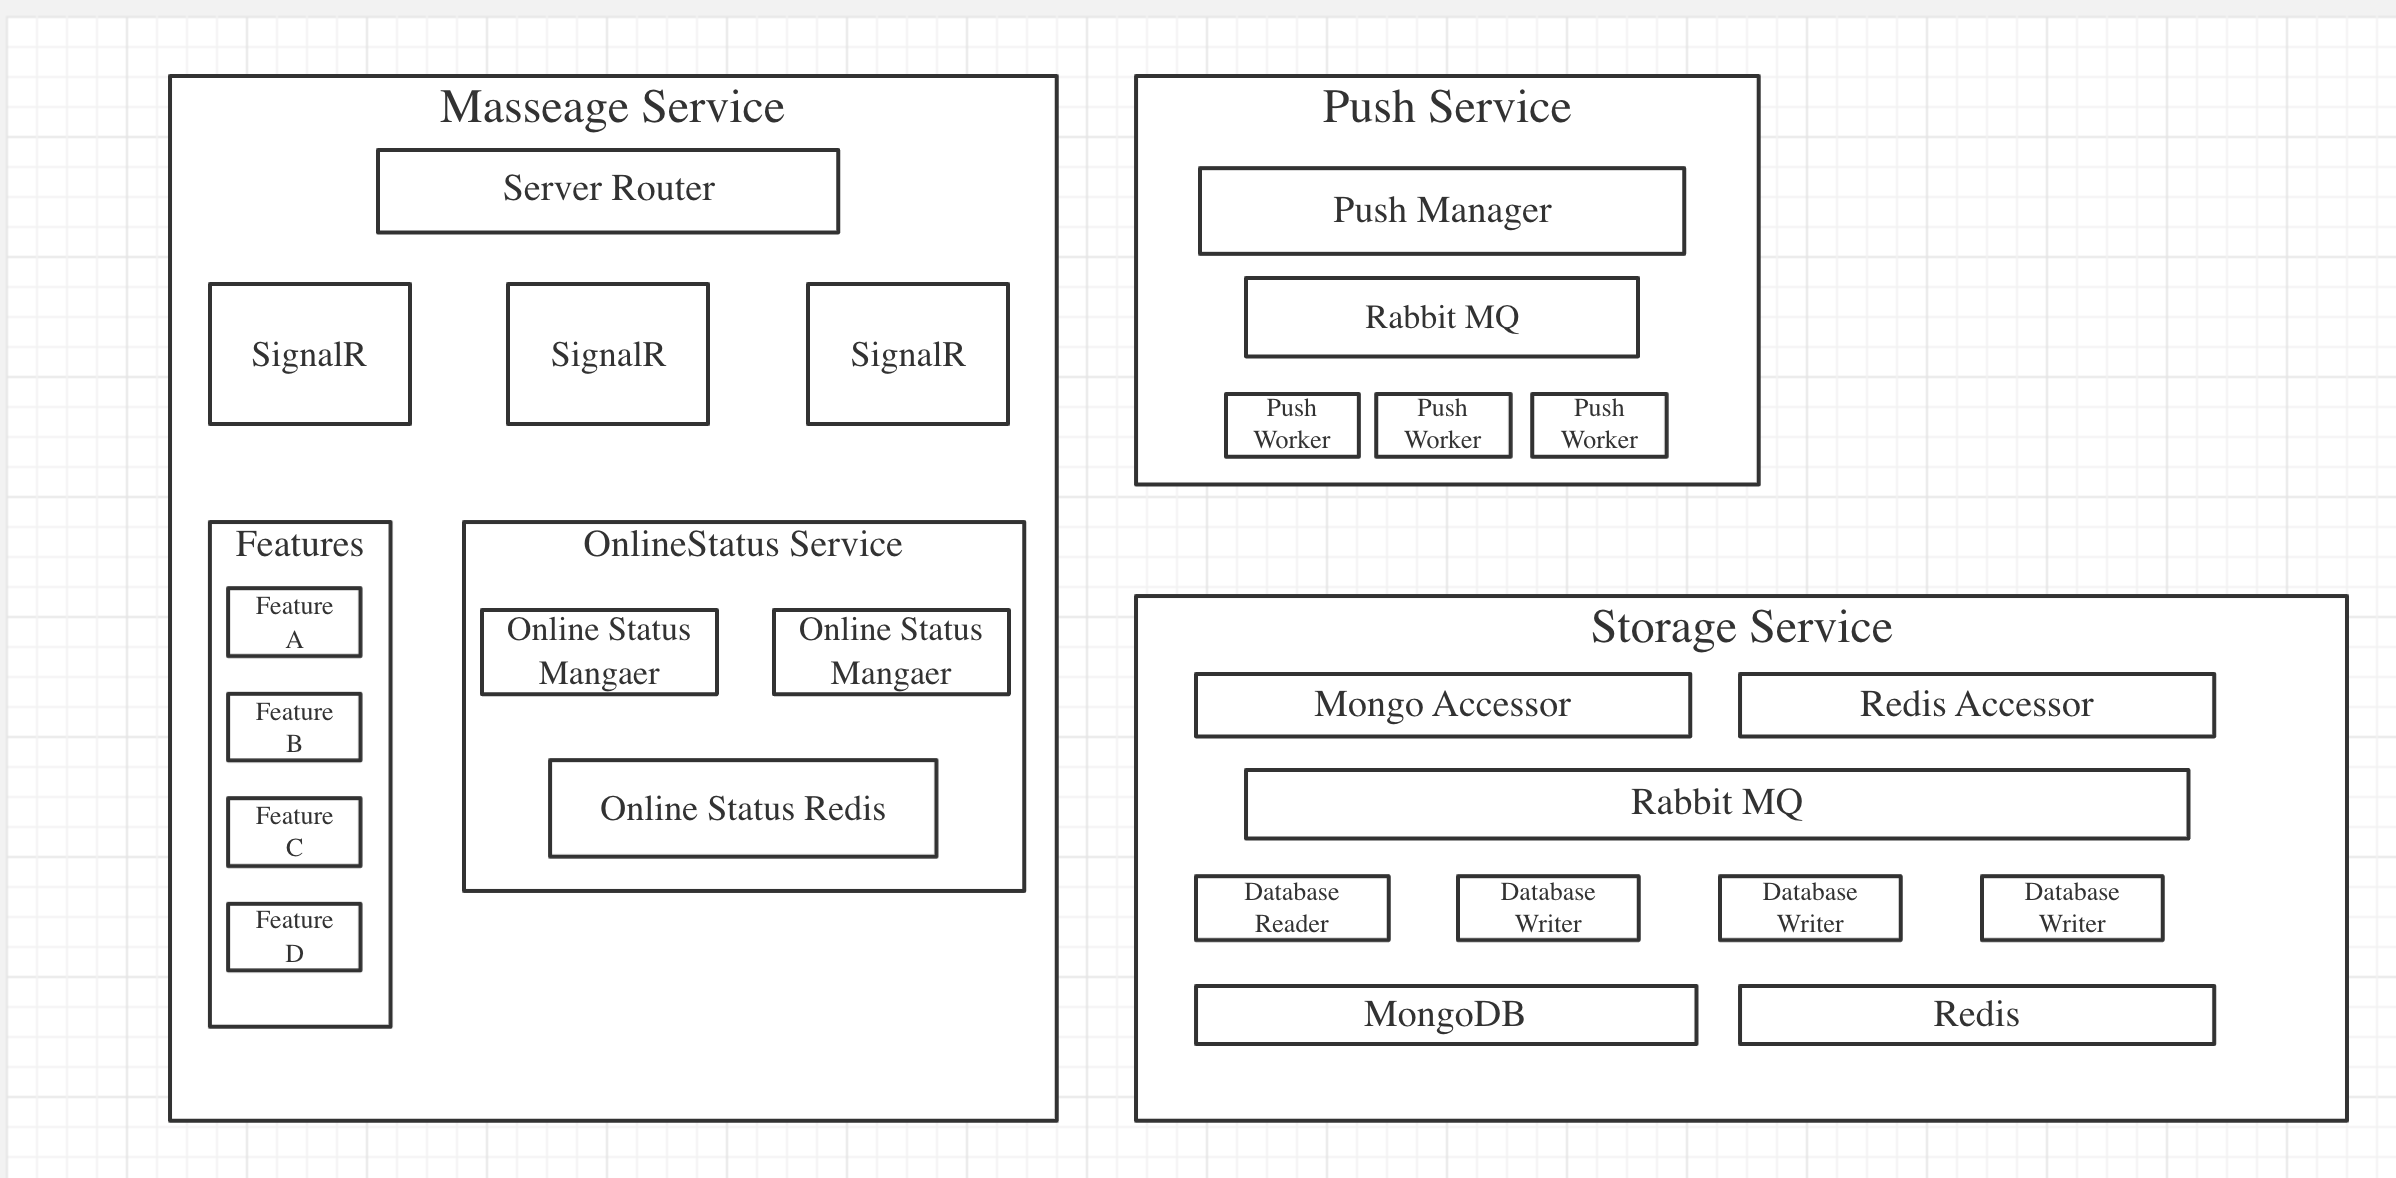 Masseage Service
Server Router
SignalR
SignalR
SignalR
Features
Feature
A
Feature
B
Feature
C
Feature
D
OnlineStatus Service
Online Status
Mangaer
Online Status
Mangaer
Online Status Redis
Push Service
Push Manager
Rabbit MQ
Push
Worker
Push
Worker
Push
Worker
Storage Service
Mongo Accessor
Redis Accessor
Rabbit MQ
Database
Reader
Database
Writer
Database
Writer
Database
Writer
MongoDB
Redis